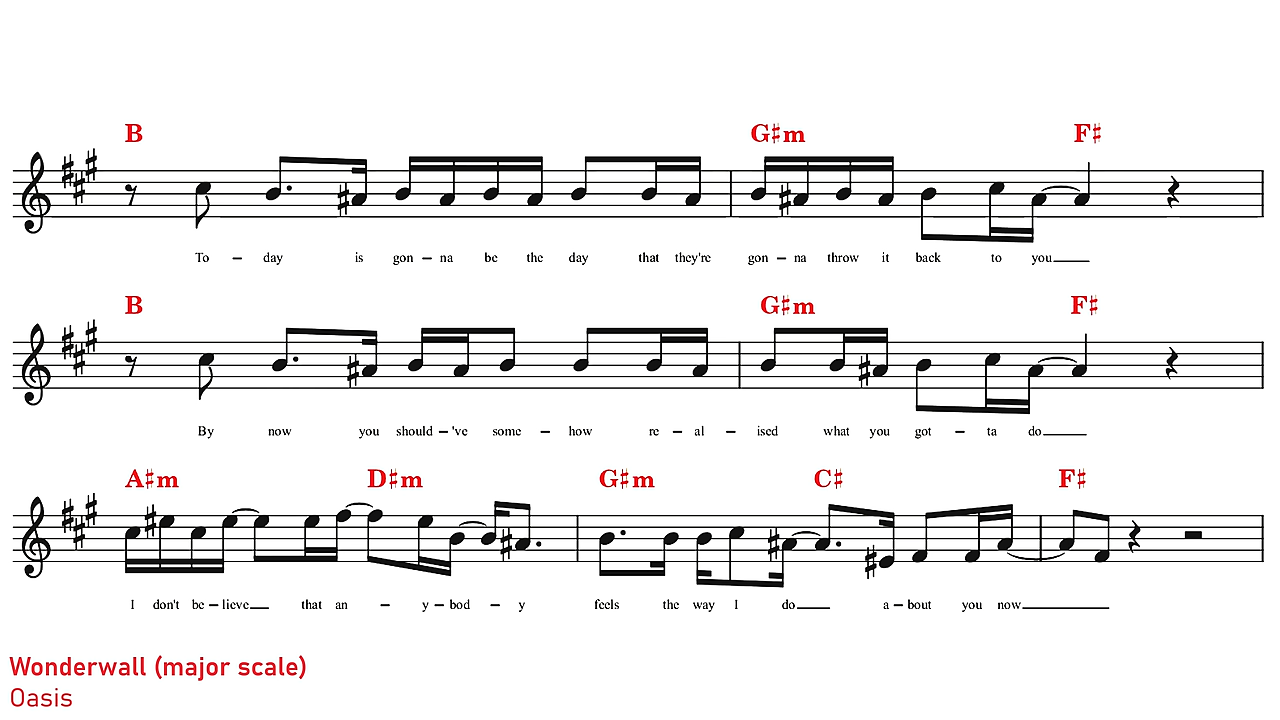 B G♯m F♯
To – day is gon – na be the day that they're gon – na throw it back to you
B G♯m F♯
By now you should – 've some – how re – al – ised what you got – ta do
A♯m D♯m G♯m C♯ F♯
I don't be – lieve that an – y – bod – y feels the way I do a – bout you now
Wonderwall (major scale)
Oasis